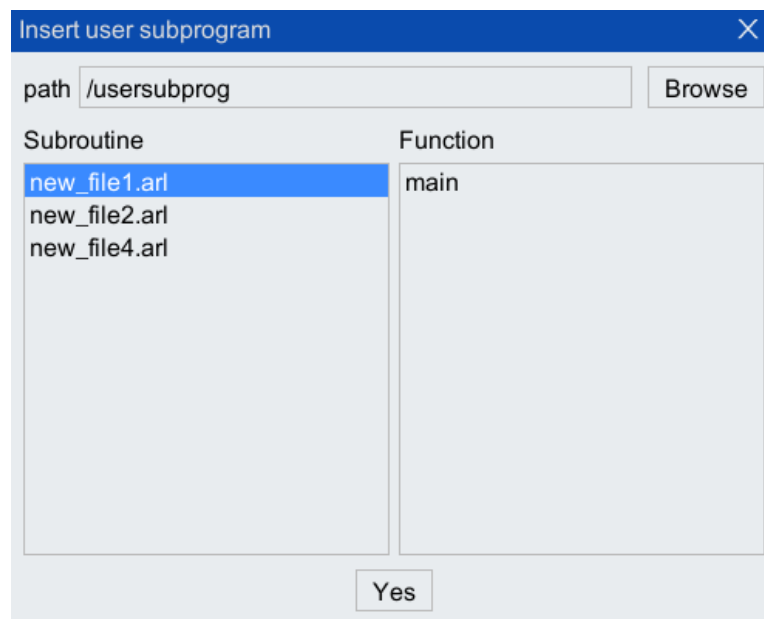 Insert user subprogram
path /usersubprog Browse
Subroutine Function
new_file1.arl main
new_file2.arl
new_file4.arl
Yes